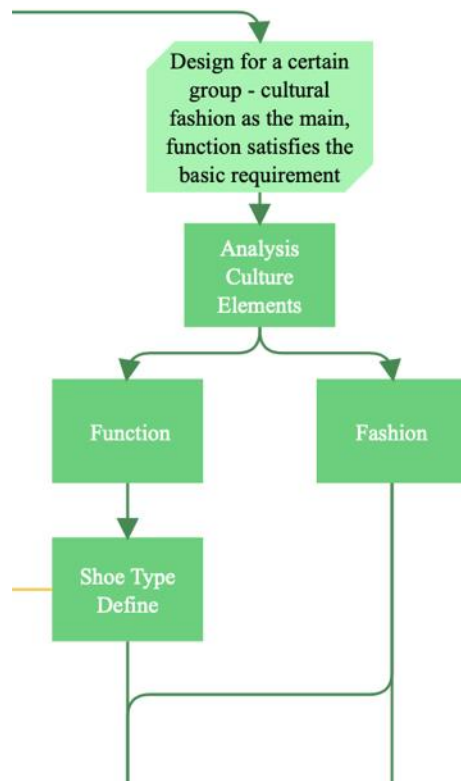 Design for a certain
group - cultural
fashion as the main,
function satisfies the
basic requirement
Analysis
Culture
Elements
Function
Fashion
Shoe Type
Define